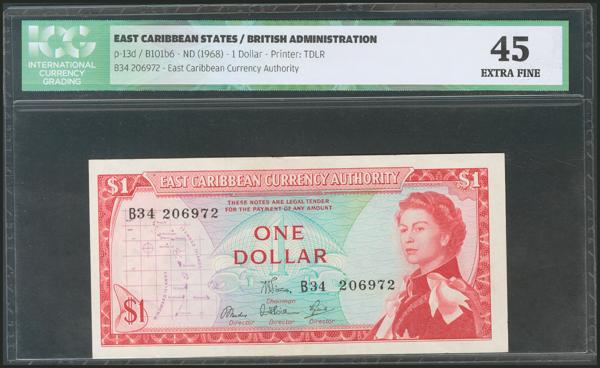 ICG
INTERNATIONAL
CURRENCY
GRADING
EAST CARIBBEAN STATES / BRITISH ADMINISTRATION
p-13d / B101b6 - ND (1968) - 1 Dollar - Printer: TDLR
B34 206972 - East Caribbean Currency Authority
45
EXTRA FINE
$1 EAST CARIBBEAN CURRENCY AUTHORITY $1
THESE NOTES ARE LEGAL TENDER
FOR THE PAYMENT OF ANY AMOUNT
B34 206972
ONE
DOLLAR
B34 206972
Chairman
$1
Director Director Director